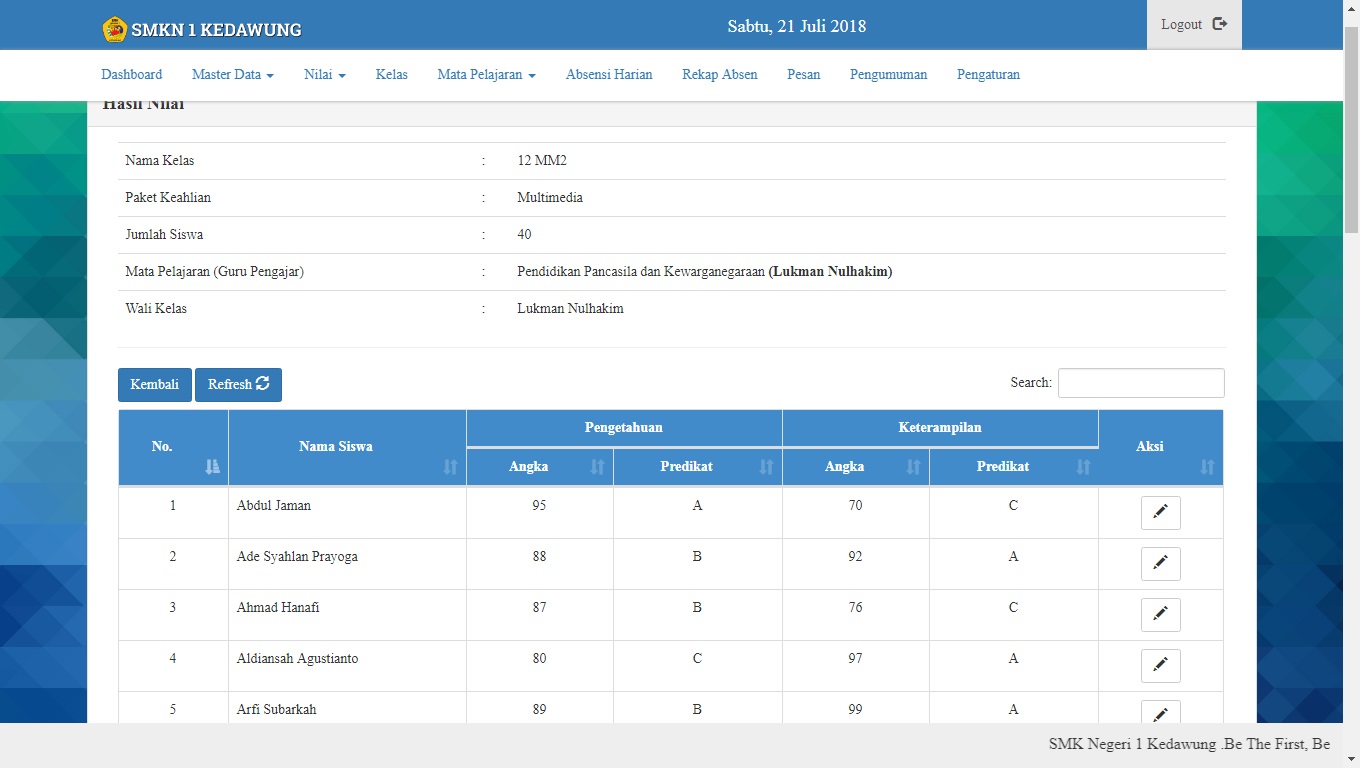 SMKN 1 KEDAWUNG Sabtu, 21 Juli 2018 Logout
Dashboard Master Data Nilai Kelas Mata Pelajaran Absensi Harian Rekap Absen Pesan Pengumuman Pengaturan
Hasil Nilai
Nama Kelas : 12 MM2
Paket Keahlian : Multimedia
Jumlah Siswa : 40
Mata Pelajaran (Guru Pengajar) : Pendidikan Pancasila dan Kewarganegaraan (Lukman Nulhakim)
Wali Kelas : Lukman Nulhakim
Kembali Refresh Search:
No. Nama Siswa Pengetahuan Keterampilan Aksi
Angka Predikat Angka Predikat
1 Abdul Jaman 95 A 70 C
2 Ade Syahlan Prayoga 88 B 92 A
3 Ahmad Hanafi 87 B 76 C
4 Aldiansah Agustianto 80 C 97 A
5 Arfi Subarkah 89 B 99 A
SMK Negeri 1 Kedawung .Be The First, Be